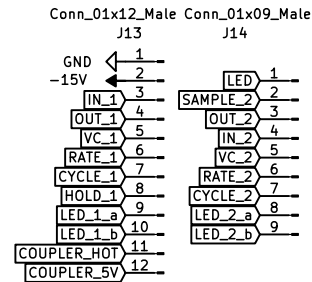 Conn_01x12_Male Conn_01x09_Male
J13 J14
GND 1
-15V 2
IN_1 3
OUT_1 4
VC_1 5
RATE_1 6
CYCLE_1 7
HOLD_1 8
LED_1_a 9
LED_1_b 10
COUPLER_HOT 11
COUPLER_5V 12
LED 1
SAMPLE_2 2
OUT_2 3
IN_2 4
VC_2 5
RATE_2 6
CYCLE_2 7
LED_2_a 8
LED_2_b 9